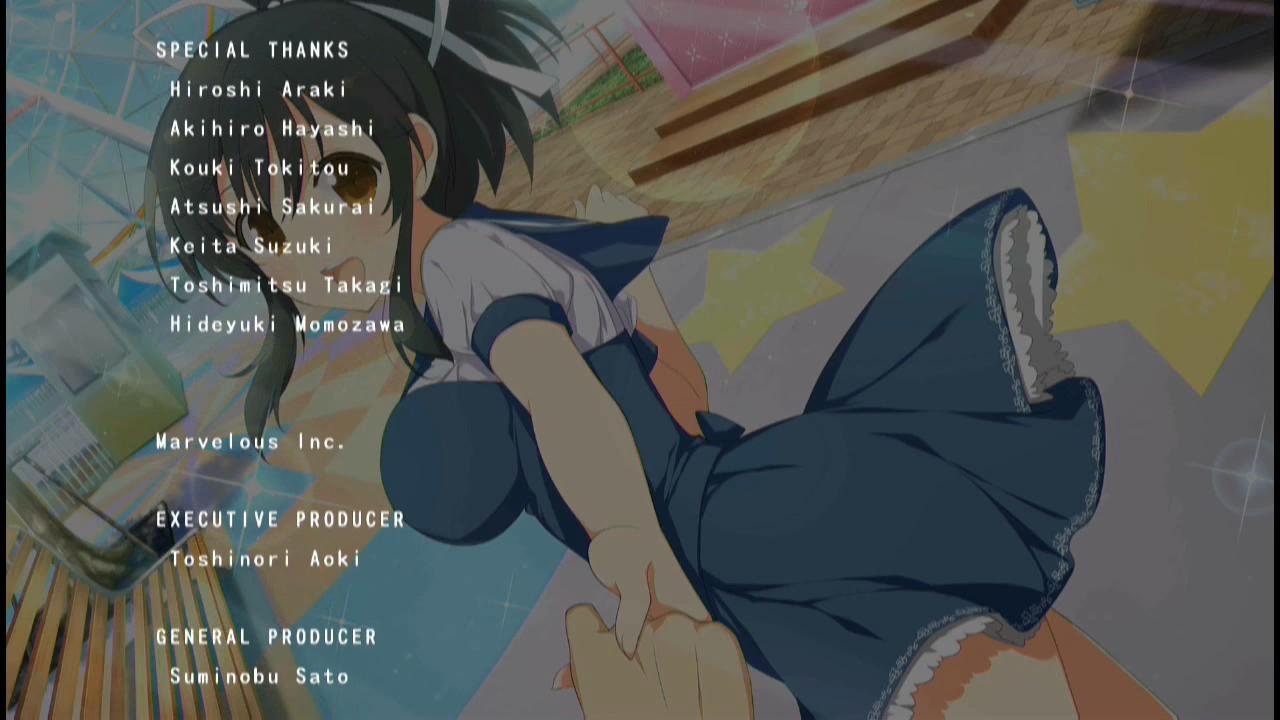 SPECIAL THANKS
Hiroshi Araki
Akihiro Hayashi
Kouki Tokitou
Atsushi Sakurai
Keita Suzuki
Toshimitsu Takagi
Hideyuki Momozawa
Marvelous Inc.
EXECUTIVE PRODUCER
Toshinori Aoki
GENERAL PRODUCER
Suminobu Sato